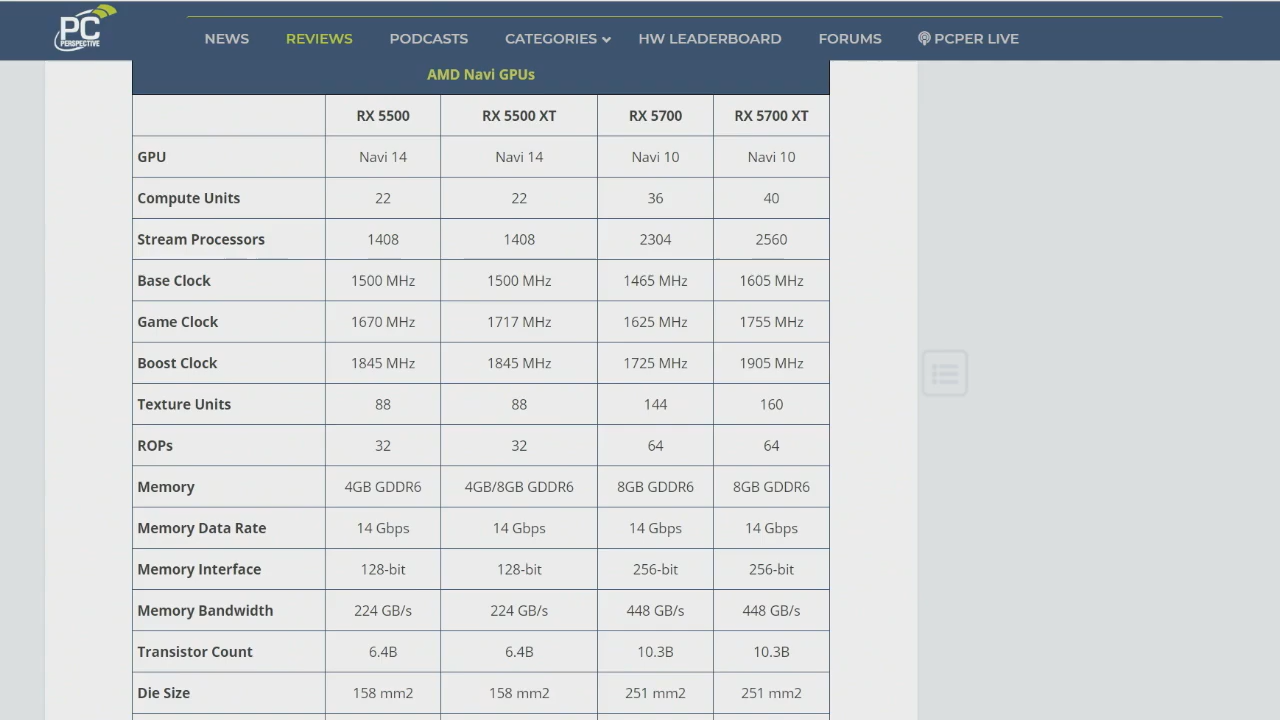 PC
PERSPECTIVE
NEWS REVIEWS PODCASTS CATEGORIES HW LEADERBOARD FORUMS PCPER LIVE
AMD Navi GPUs
RX 5500 RX 5500 XT RX 5700 RX 5700 XT
GPU Navi 14 Navi 14 Navi 10 Navi 10
Compute Units 22 22 36 40
Stream Processors 1408 1408 2304 2560
Base Clock 1500 MHz 1500 MHz 1465 MHz 1605 MHz
Game Clock 1670 MHz 1717 MHz 1625 MHz 1755 MHz
Boost Clock 1845 MHz 1845 MHz 1725 MHz 1905 MHz
Texture Units 88 88 144 160
ROPs 32 32 64 64
Memory 4GB GDDR6 4GB/8GB GDDR6 8GB GDDR6 8GB GDDR6
Memory Data Rate 14 Gbps 14 Gbps 14 Gbps 14 Gbps
Memory Interface 128-bit 128-bit 256-bit 256-bit
Memory Bandwidth 224 GB/s 224 GB/s 448 GB/s 448 GB/s
Transistor Count 6.4B 6.4B 10.3B 10.3B
Die Size 158 mm2 158 mm2 251 mm2 251 mm2